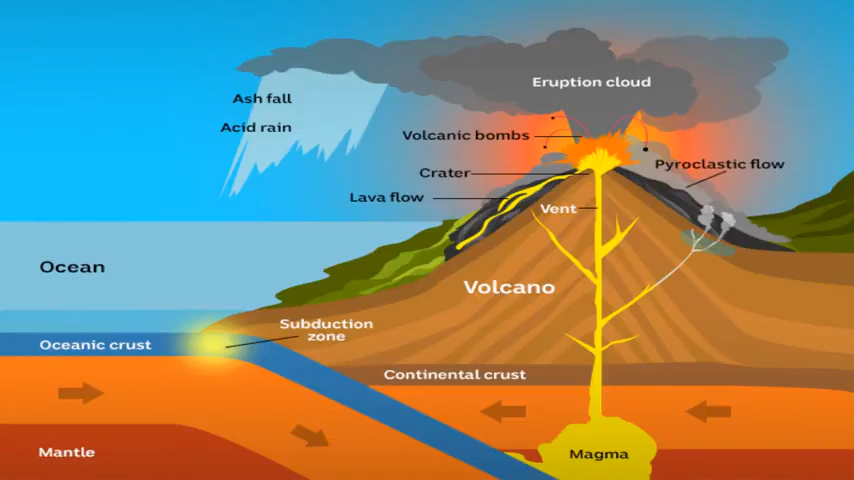 Eruption cloud
Ash fall
Acid rain
Volcanic bombs
Pyroclastic flow
Crater
Lava flow
Vent
Ocean
Volcano
Subduction
zone
Oceanic crust
Continental crust
Mantle
Magma